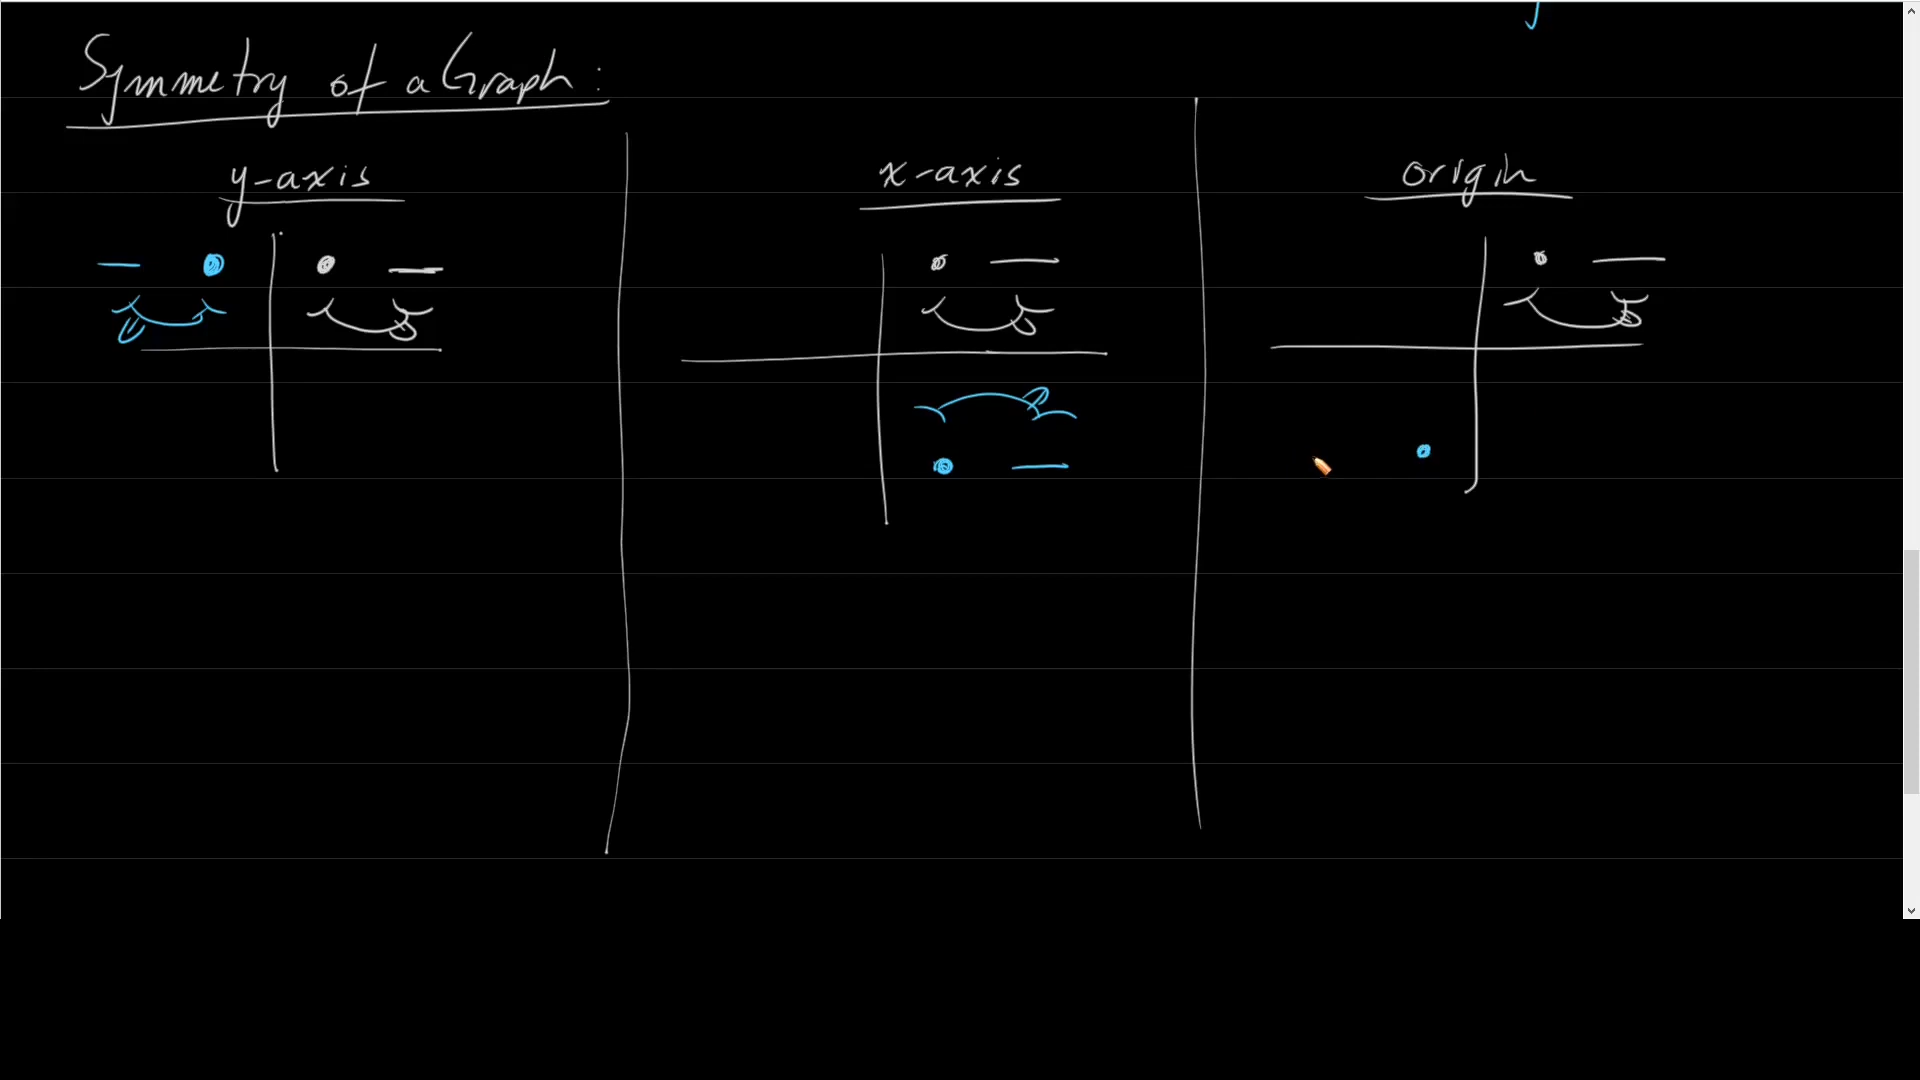 Symmetry of a Graph:
y-axis
x-axis
origin